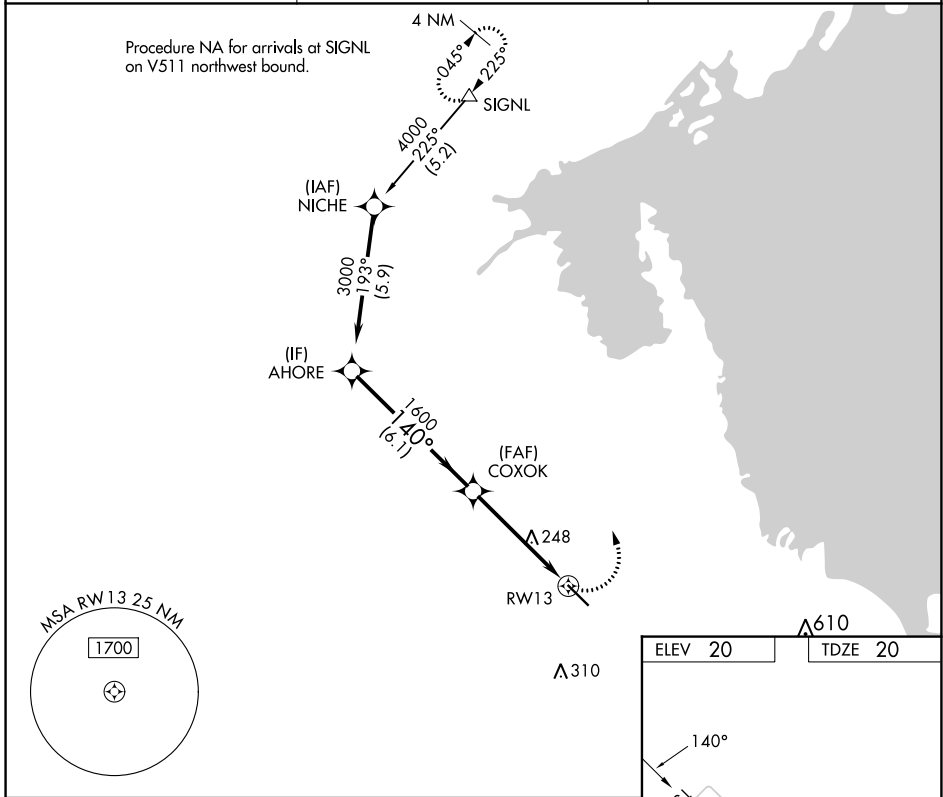 4 NM
Procedure NA for arrivals at SIGNL
on V511 northwest bound.
045°
225°
SIGNL
4000
225°
(5.2)
(IAF)
NICHE
3000
193°
(5.9)
(IF)
AHORE
1600
140°
(6.1)
(FAF)
COXOK
248
RW13
MSA RW13 25 NM
1700
610
310
ELEV 20
TDZE 20
140°